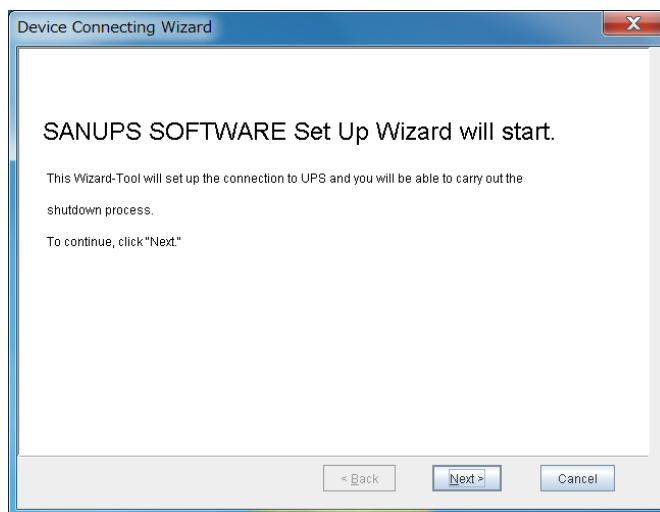 Device Connecting Wizard
SANUPS SOFTWARE Set Up Wizard will start.
This Wizard-Tool will set up the connection to UPS and you will be able to carry out the
shutdown process.
To continue, click "Next."
< Back Next > Cancel